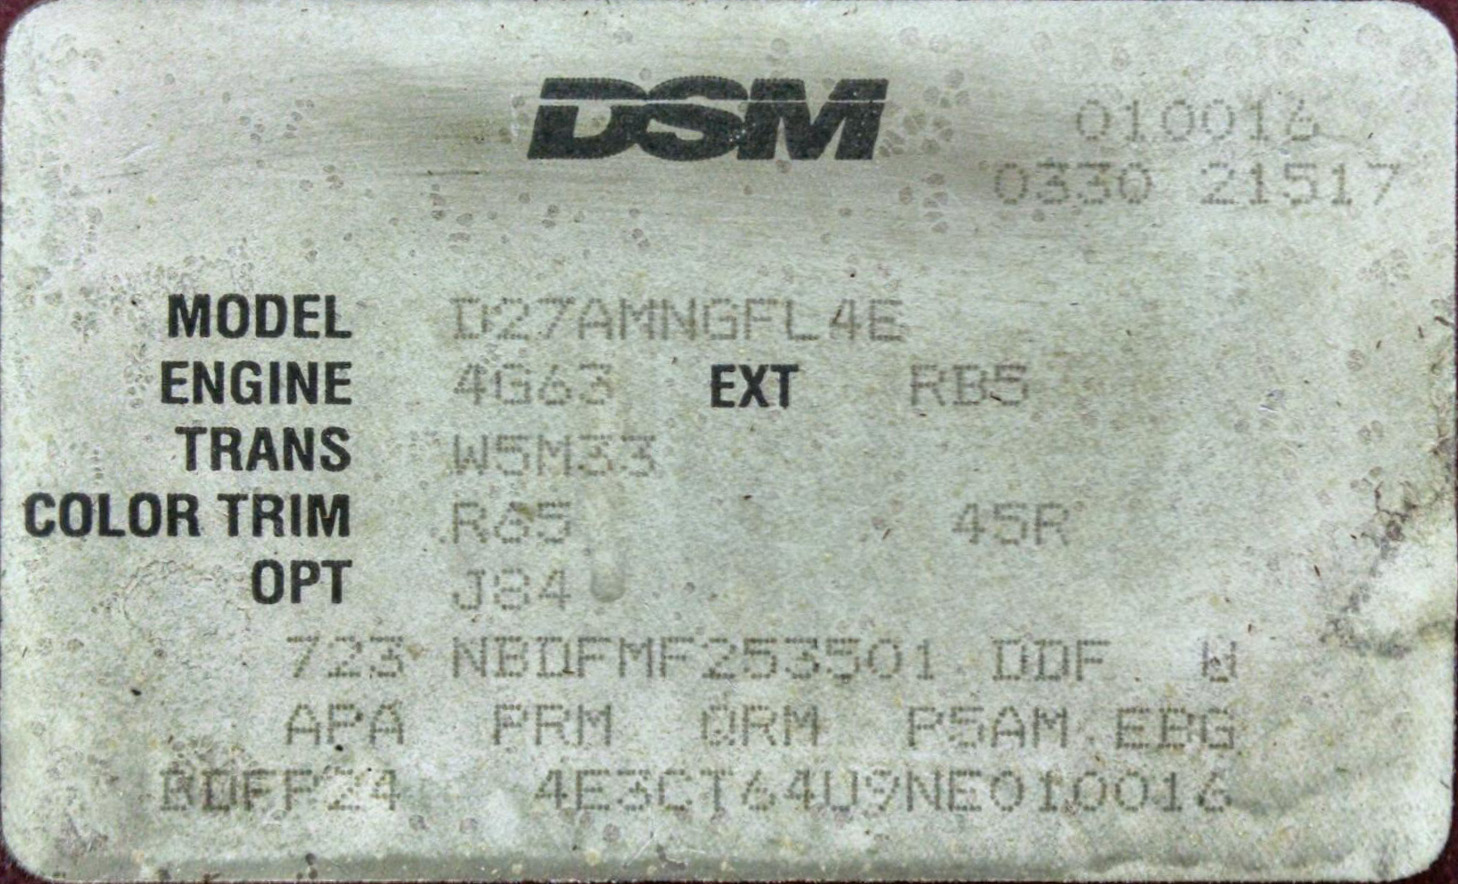 DSM
010016
0330 21517
MODEL D27AMNGFL4E
ENGINE 4G63 EXT RB5
TRANS W5M33
COLOR TRIM R65 45R
OPT J84
723 NBDFMF253501 DDF W
APA PRM QRM P5AM EBG
BDFP24 4E3CT64U9NE010016